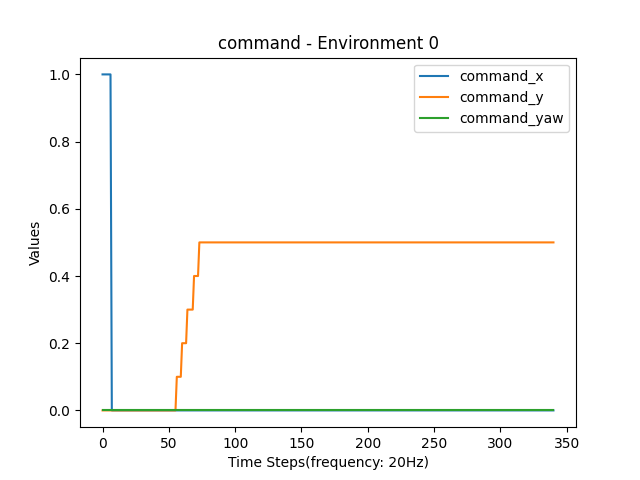 command - Environment 0
command_x
command_y
command_yaw
Values
1.0
0.8
0.6
0.4
0.2
0.0
0 50 100 150 200 250 300 350
Time Steps(frequency: 20Hz)